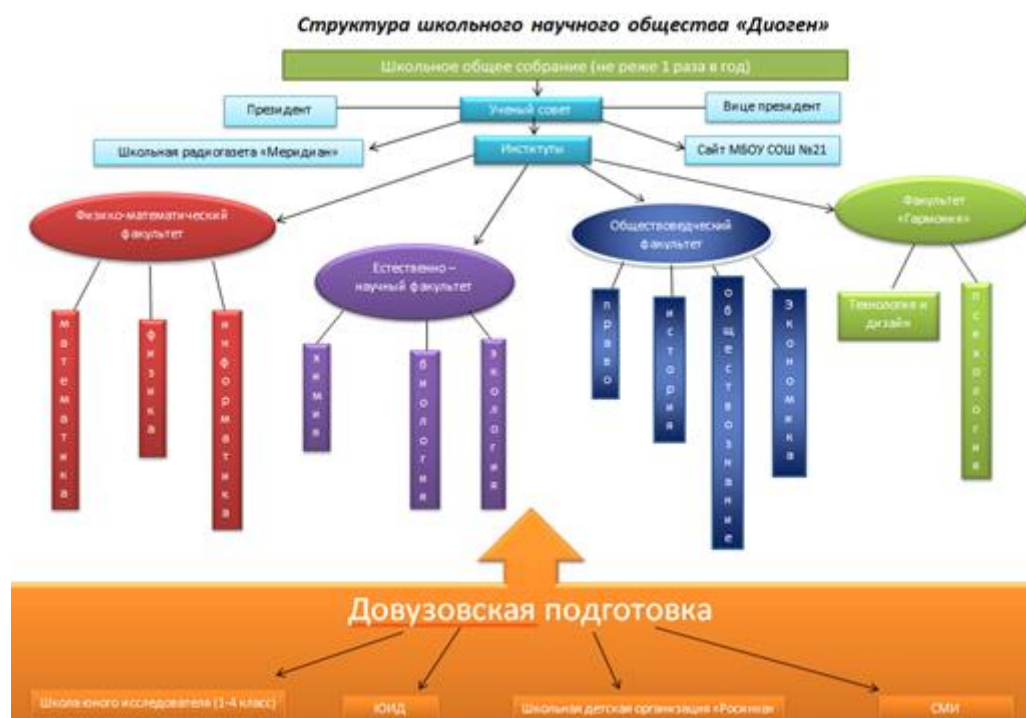 Структура школьного научного общества «Диоген»
Школьное общее собрание (не реже 1 раза в год)
Президент
Ученый совет
Вице президент
Школьная радиогазета «Меридиан»
Институты
Сайт МБОУ СОШ №21
Физико-математический
факультет
Естественно –
научный факультет
Обществоведческий
факультет
Факультет
«Гармония»
математика
физика
информатика
химия
биология
экология
право
история
обществознание
Экономика
Технология и
дизайн
психология
Довузовская подготовка
Школа юного исследователя (1-4 класс)
ЮИД
Школьная детская организация «Росинка»
СМИ